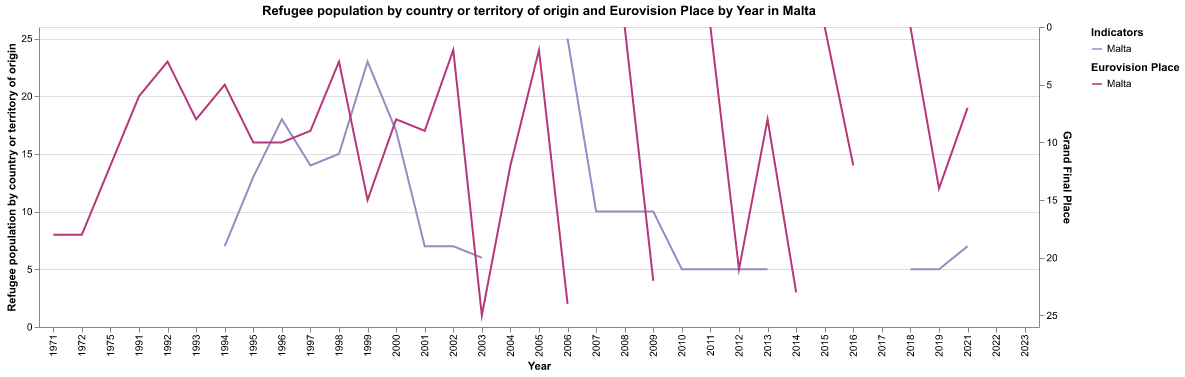 Refugee population by country or territory of origin and Eurovision Place by Year in Malta
Refugee population by country or territory of origin
25
20
15
10
5
0
0
5
10
15
20
25
Grand Final Place
1971 1972 1975 1991 1992 1993 1994 1995 1996 1997 1998 1999 2000 2001 2002 2003 2004 2005 2006 2007 2008 2009 2010 2011 2012 2013 2014 2015 2016 2017 2018 2019 2021 2022 2023
Year
Indicators
Malta
Eurovision Place
Malta